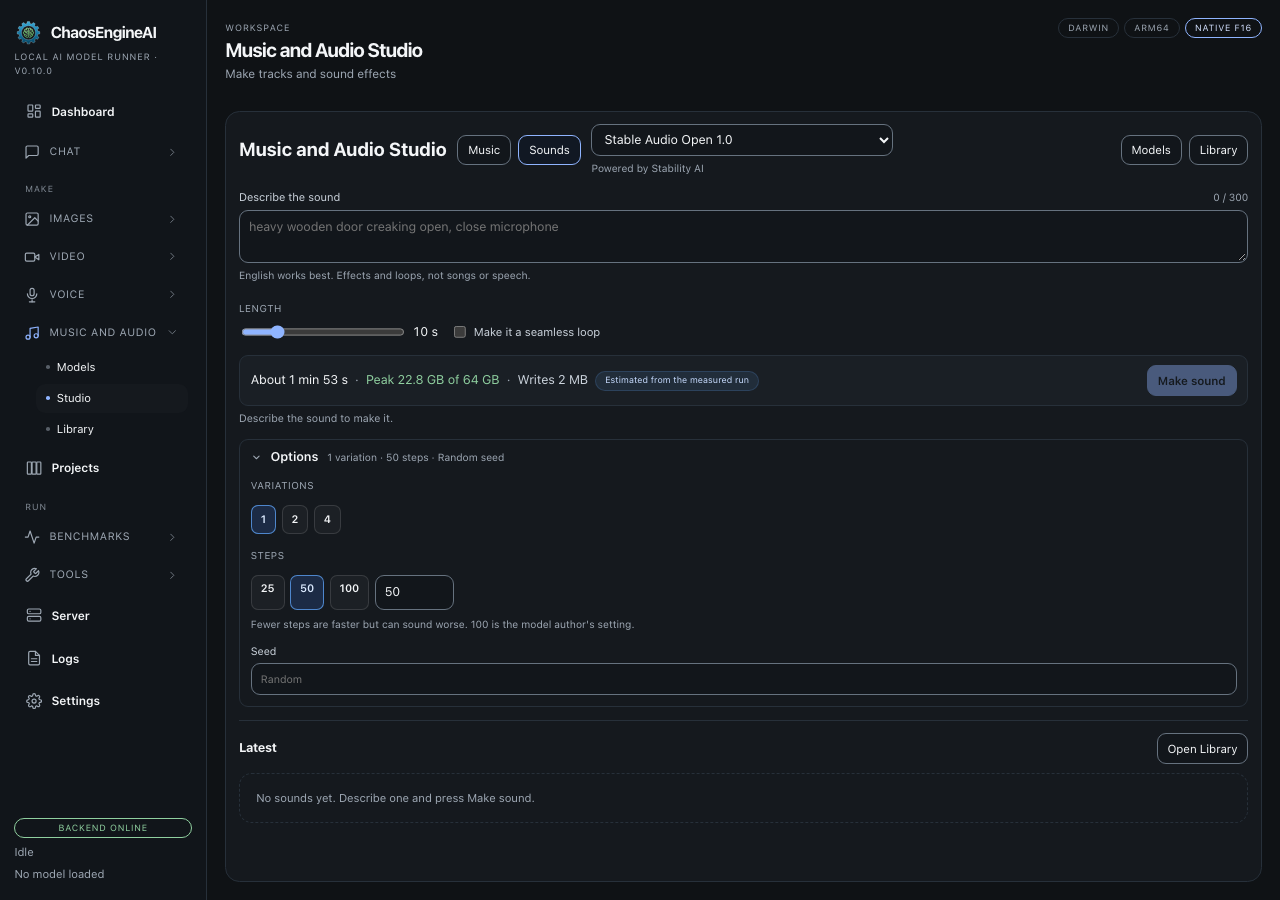 ChaosEngineAI
LOCAL AI MODEL RUNNER ·
V0.10.0
Dashboard
CHAT
MAKE
IMAGES
VIDEO
VOICE
MUSIC AND AUDIO
Models
Studio
Library
Projects
RUN
BENCHMARKS
TOOLS
Server
Logs
Settings
BACKEND ONLINE
Idle
No model loaded
WORKSPACE
Music and Audio Studio
Make tracks and sound effects
DARWIN
ARM64
NATIVE F16
Music and Audio Studio
Music
Sounds
Stable Audio Open 1.0
Powered by Stability AI
Models
Library
Describe the sound
0 / 300
heavy wooden door creaking open, close microphone
English works best. Effects and loops, not songs or speech.
LENGTH
10 s
Make it a seamless loop
About 1 min 53 s · Peak 22.8 GB of 64 GB · Writes 2 MB
Estimated from the measured run
Make sound
Describe the sound to make it.
Options
1 variation · 50 steps · Random seed
VARIATIONS
1
2
4
STEPS
25
50
100
50
Fewer steps are faster but can sound worse. 100 is the model author's setting.
Seed
Random
Latest
Open Library
No sounds yet. Describe one and press Make sound.